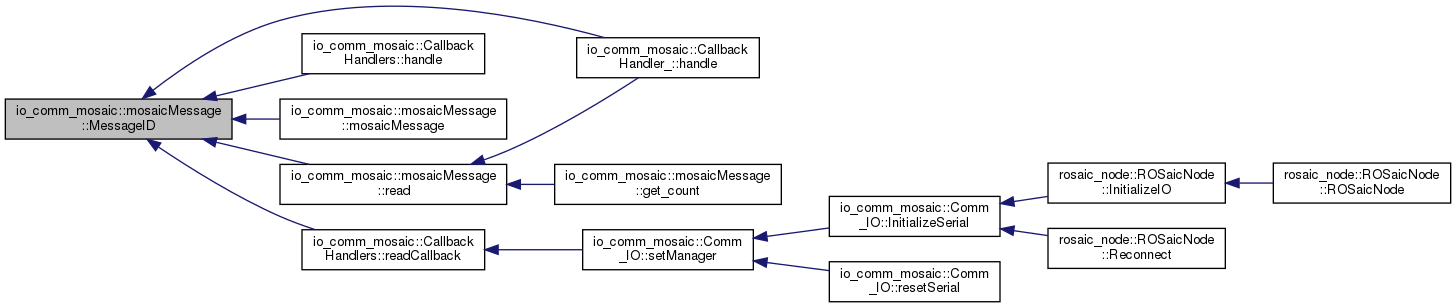 io_comm_mosaic::mosaicMessage
::MessageID
io_comm_mosaic::Callback
Handlers::handle
io_comm_mosaic::mosaicMessage
::mosaicMessage
io_comm_mosaic::mosaicMessage
::read
io_comm_mosaic::Callback
Handlers::readCallback
io_comm_mosaic::Callback
Handler_::handle
io_comm_mosaic::mosaicMessage
::get_count
io_comm_mosaic::Comm
_IO::setManager
io_comm_mosaic::Comm
_IO::InitializeSerial
io_comm_mosaic::Comm
_IO::resetSerial
rosaic_node::ROSaicNode
::InitializeIO
rosaic_node::ROSaicNode
::Reconnect
rosaic_node::ROSaicNode
::ROSaicNode